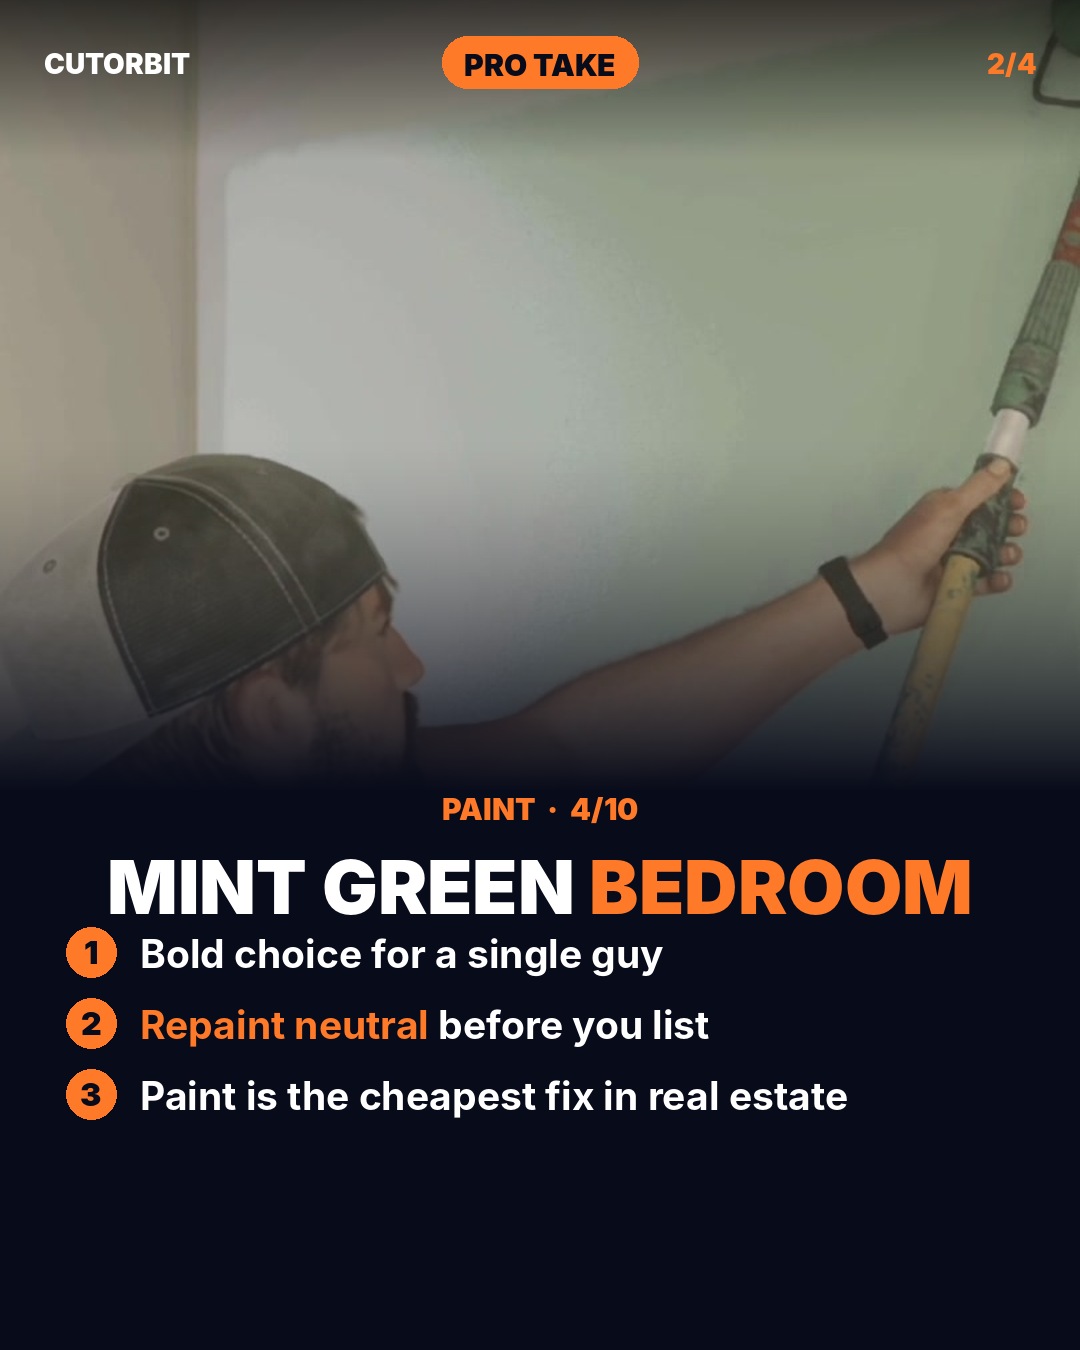 CUTORBIT
PRO TAKE
2/4
PAINT · 4/10
MINT GREEN BEDROOM
1 Bold choice for a single guy
2 Repaint neutral before you list
3 Paint is the cheapest fix in real estate